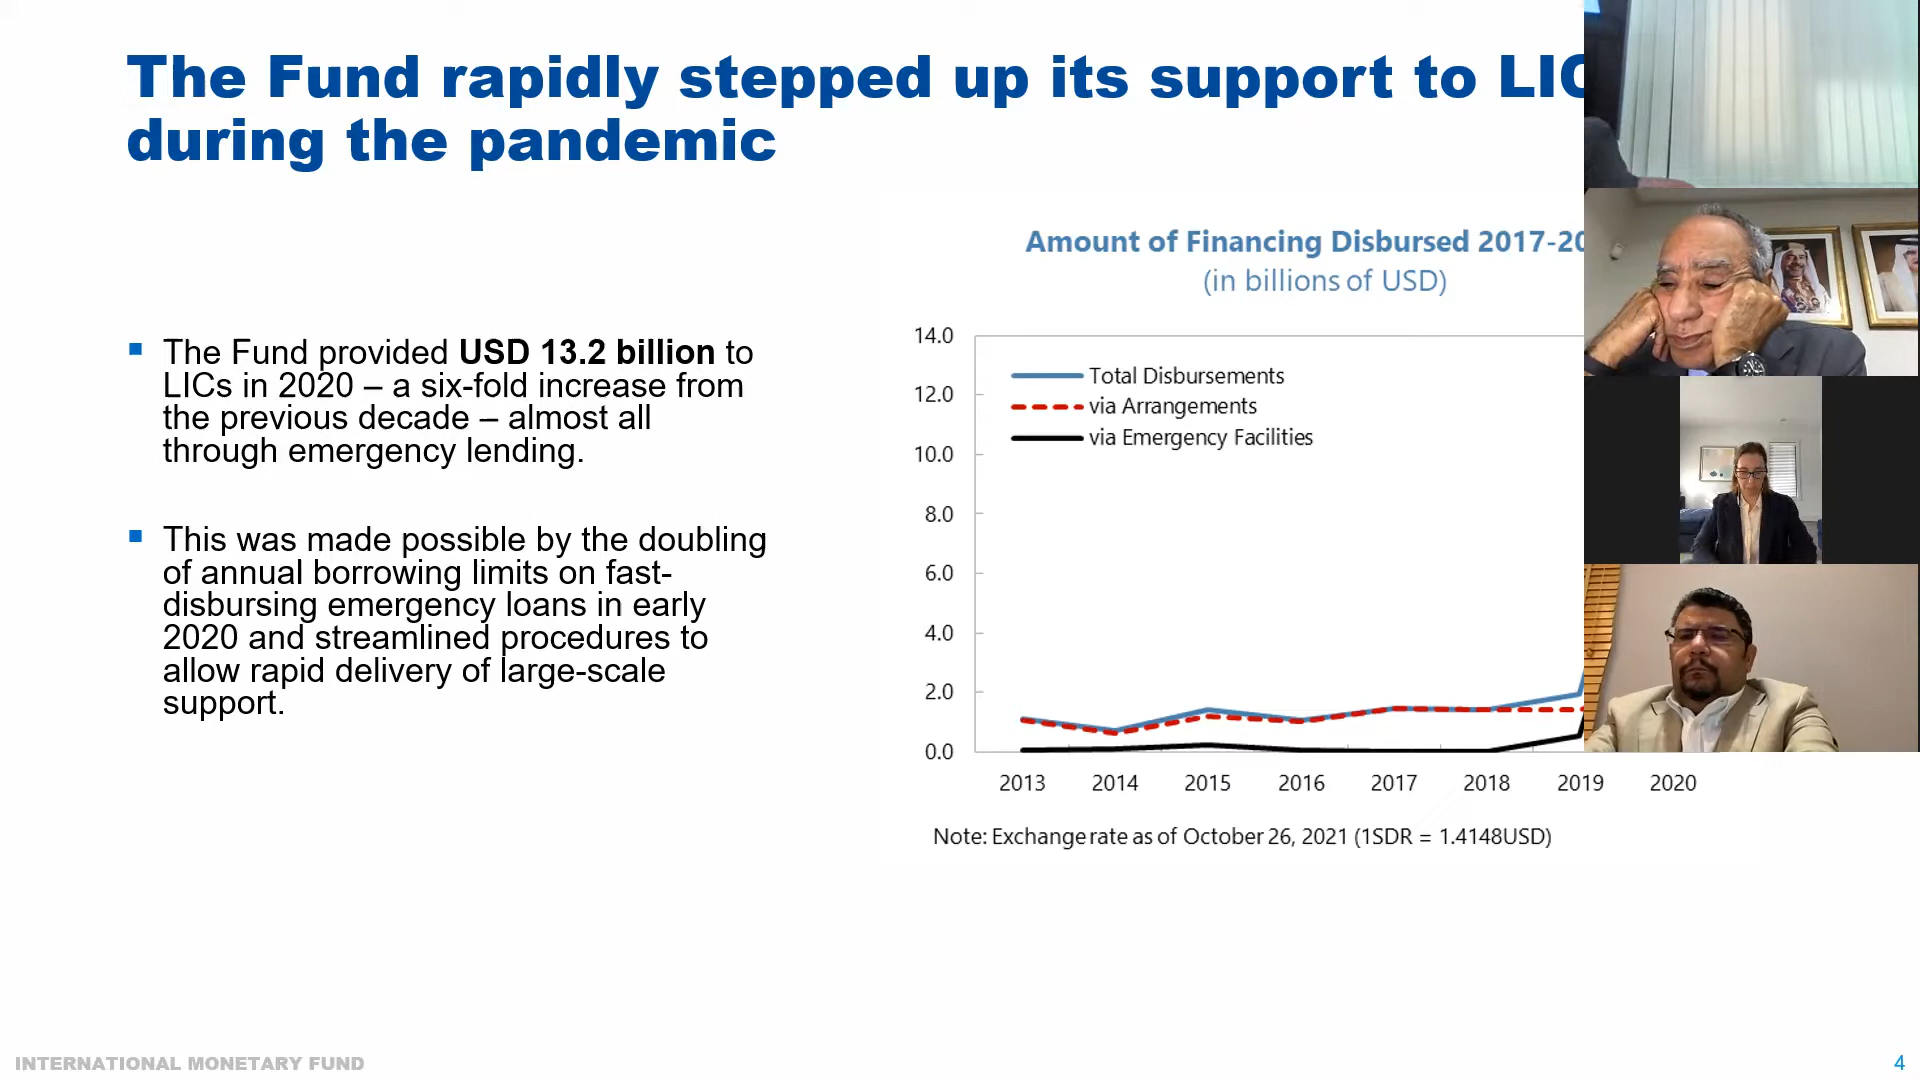 The Fund rapidly stepped up its support to LIC
during the pandemic
▪ The Fund provided USD 13.2 billion to
LICs in 2020 – a six-fold increase from
the previous decade – almost all
through emergency lending.
▪ This was made possible by the doubling
of annual borrowing limits on fast-
disbursing emergency loans in early
2020 and streamlined procedures to
allow rapid delivery of large-scale
support.
Amount of Financing Disbursed 2017-20
(in billions of USD)
14.0
12.0
10.0
8.0
6.0
4.0
2.0
0.0
Total Disbursements
via Arrangements
via Emergency Facilities
2013 2014 2015 2016 2017 2018 2019 2020
Note: Exchange rate as of October 26, 2021 (1SDR = 1.4148USD)
INTERNATIONAL MONETARY FUND
4